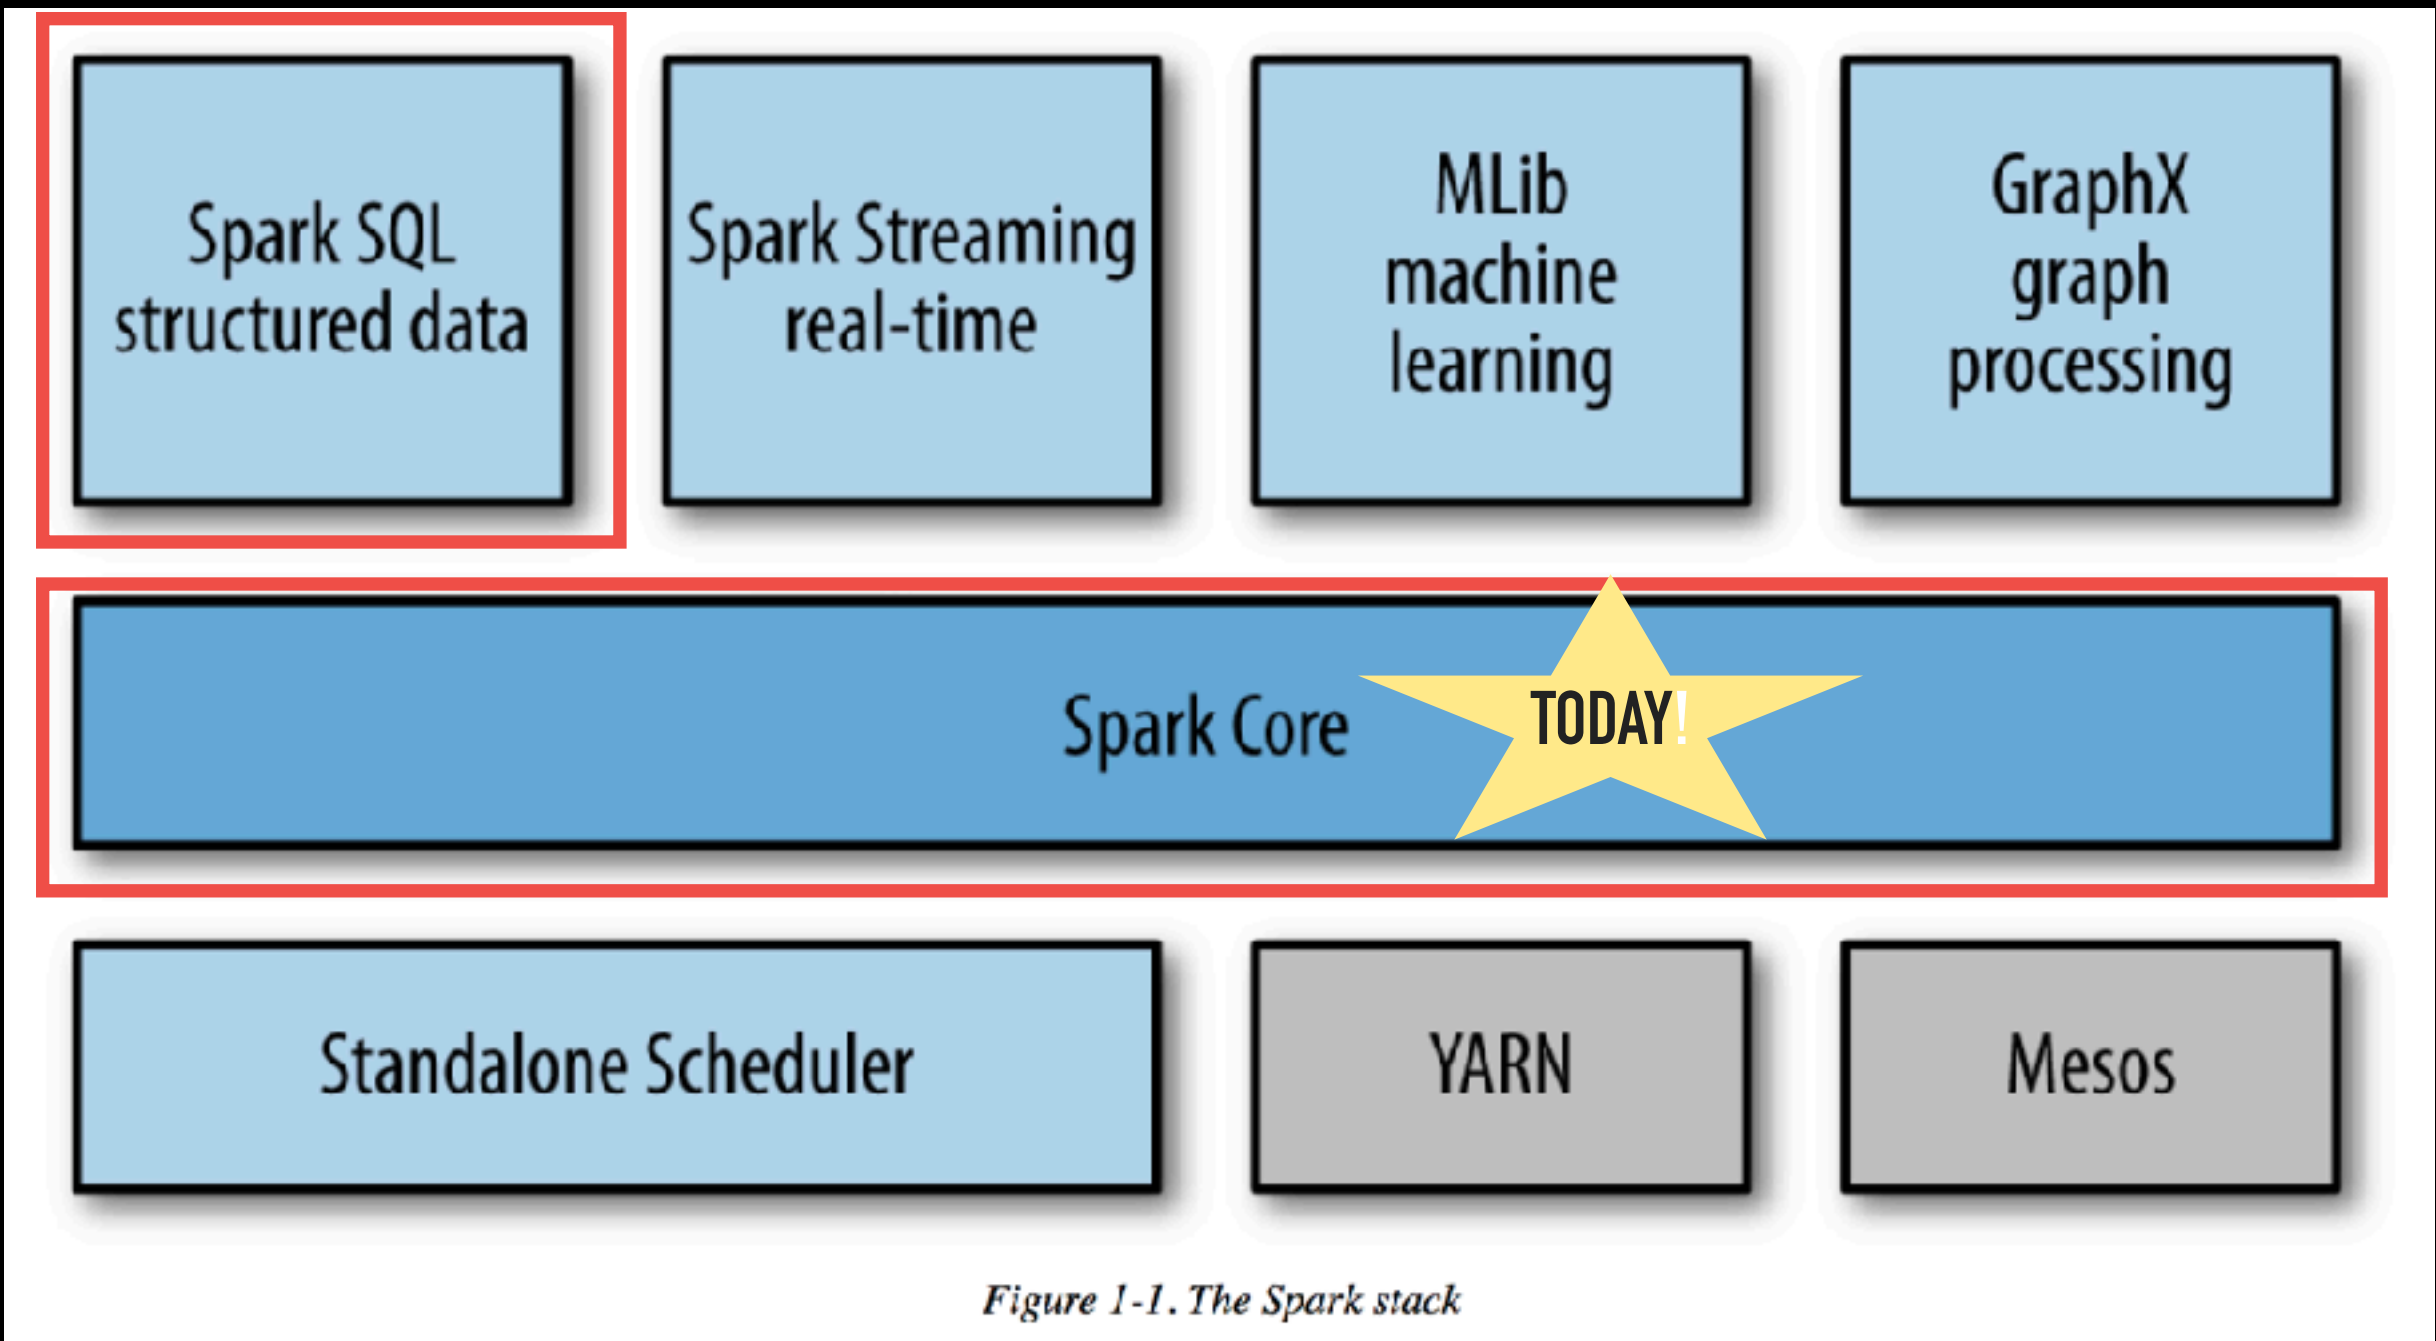 Spark SQL
structured data
Spark Streaming
real-time
MLib
machine
learning
GraphX
graph
processing
Spark Core
TODAY!
Standalone Scheduler
YARN
Mesos
Figure 1-1. The Spark stack